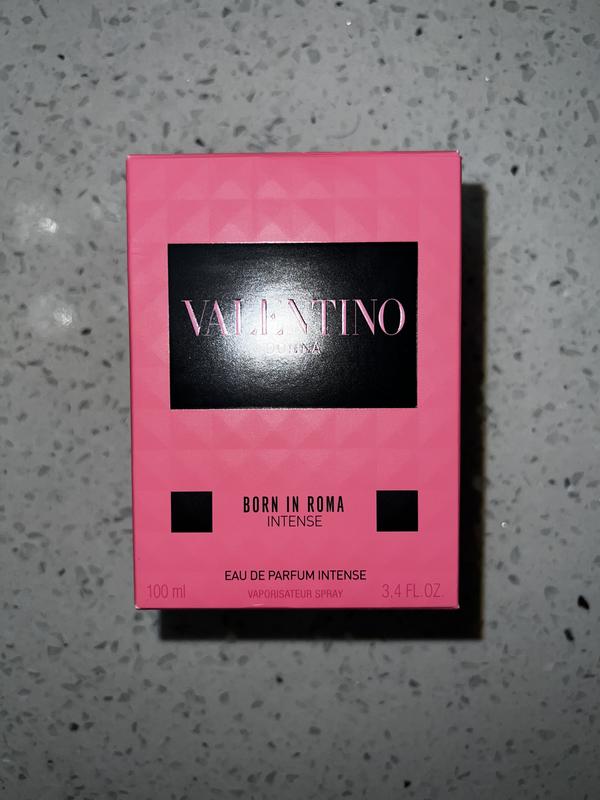 VALENTINO
DONNA
BORN IN ROMA
INTENSE
EAU DE PARFUM INTENSE
100 ml VAPORISATEUR SPRAY 3,4 FL.OZ.